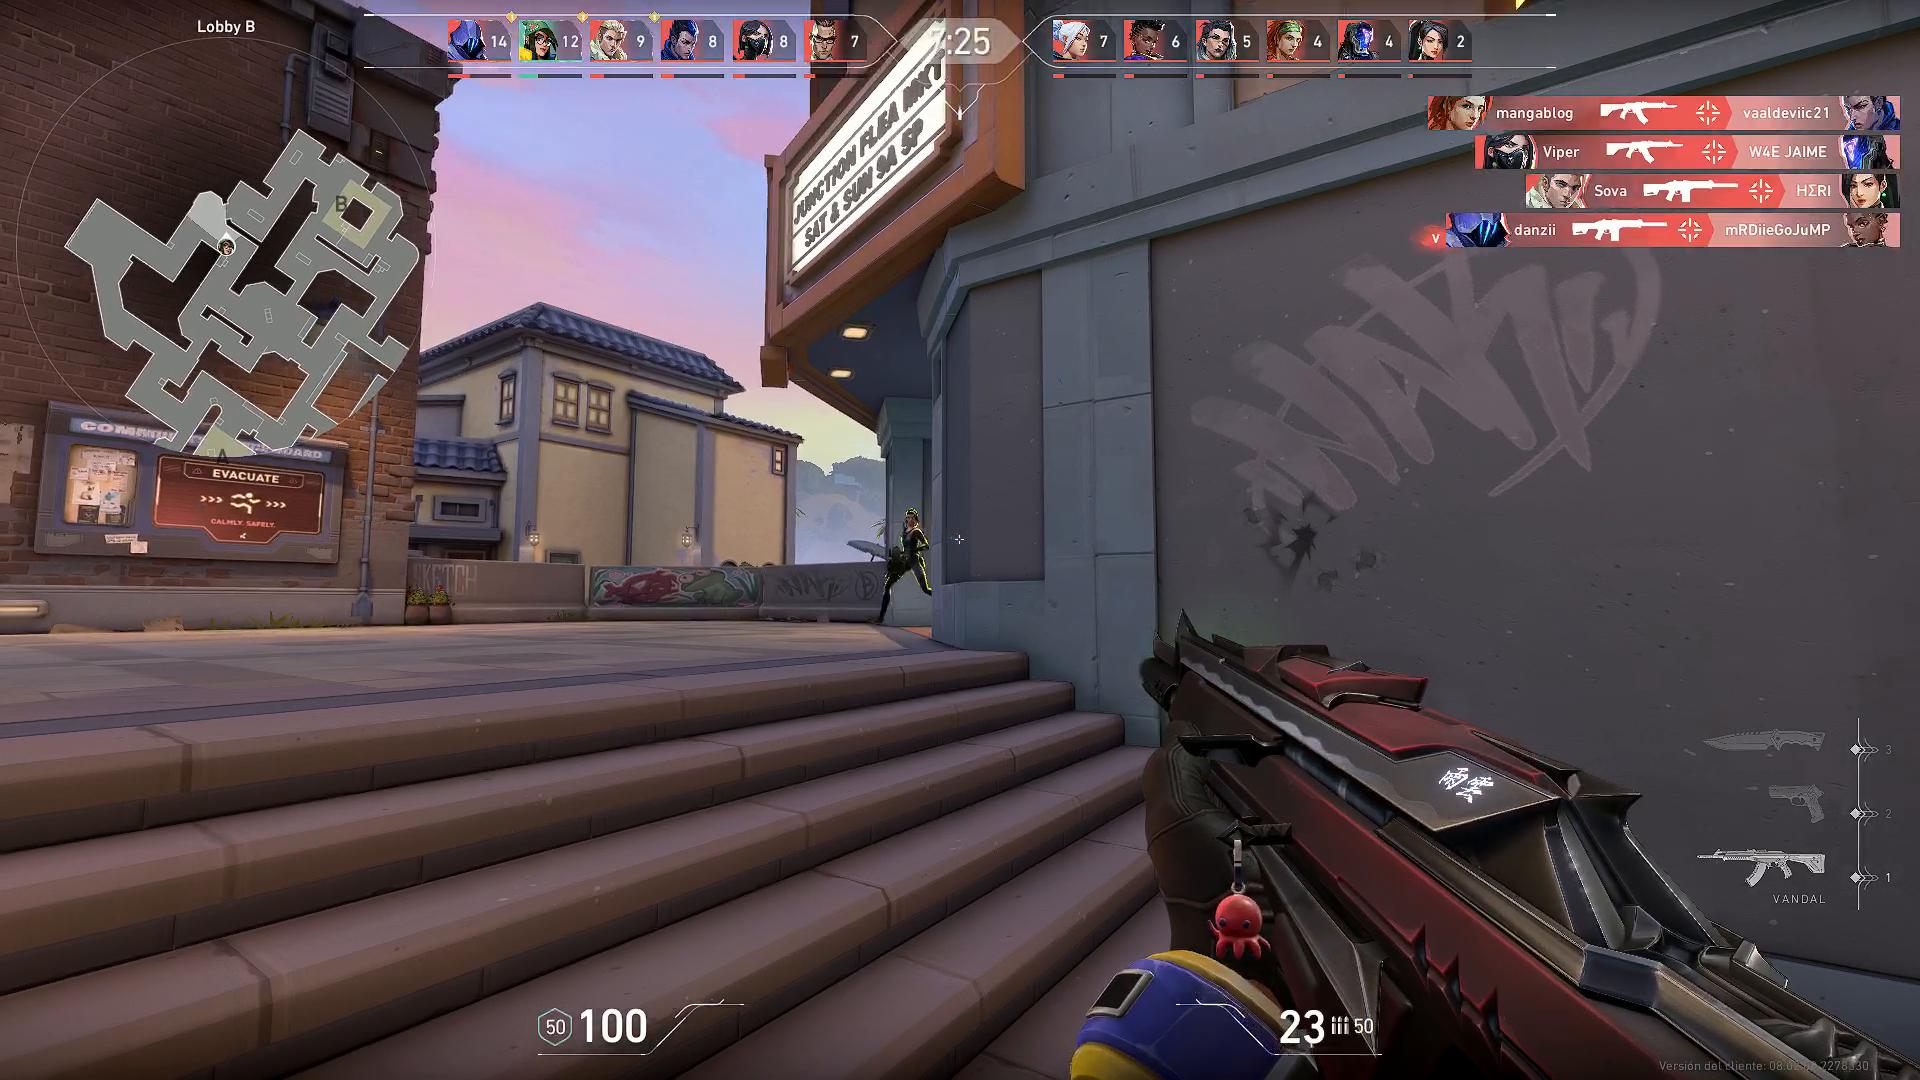 Lobby B
14
12
9
8
8
7
7:25
7
6
5
4
4
2
mangablog
vaaldeviic21
Viper
W4E JAIME
Sova
HΣRI
v
danzii
mRDiieGoJuMP
JUNCTION FLEA MKT
SAT & SUN 9A 5P
B
A
EVACUATE
CALMLY. SAFELY.
3
2
1
VANDAL
50
100
23
50